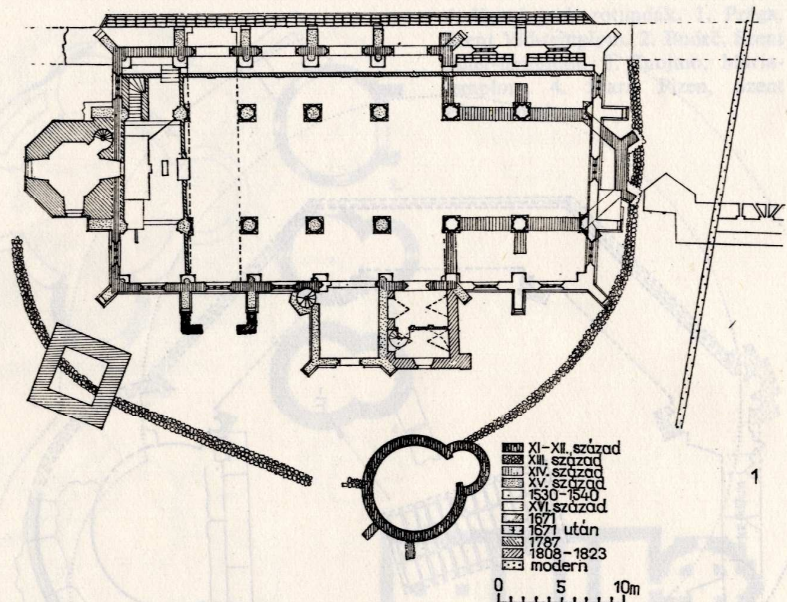 1
XI-XII. század
XIII. század
XIV. század
XV. század
1530-1540
XVI. század
1671
1671 után
1787
1808-1823
modern
0 5 10m